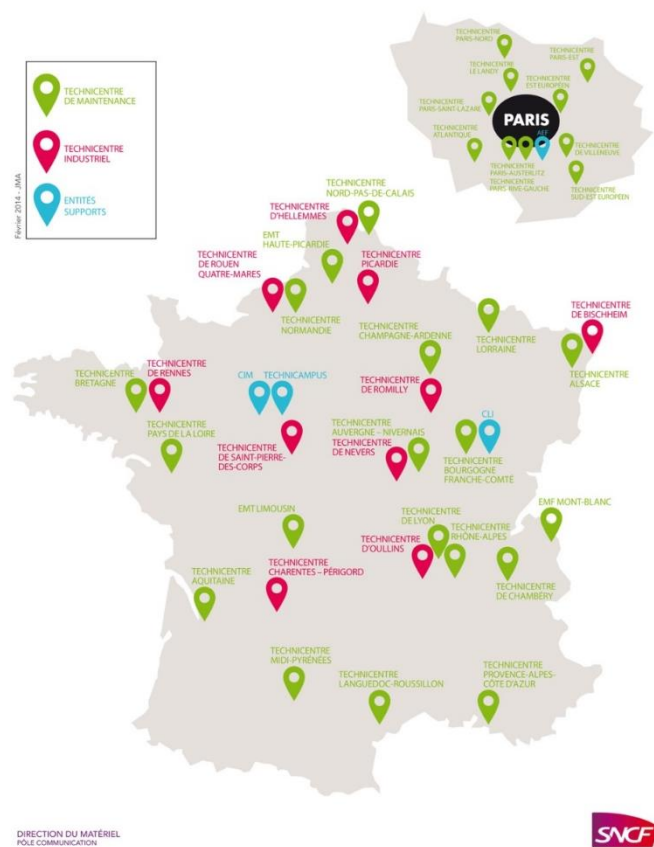 TECHNICENTRE
DE MAINTENANCE
TECHNICENTRE
INDUSTRIEL
ENTITÉS
SUPPORTS
Février 2014 - JMA
TECHNICENTRE
PARIS-NORD
TECHNICENTRE
PARIS-EST
TECHNICENTRE
LE LANDY
TECHNICENTRE
EST EUROPÉEN
TECHNICENTRE
PARIS-SAINT-LAZARE
PARIS
AEF
TECHNICENTRE
ATLANTIQUE
TECHNICENTRE
DE VILLENEUVE
TECHNICENTRE
PARIS-AUSTERLITZ
TECHNICENTRE
PARIS RIVE-GAUCHE
TECHNICENTRE
SUD-EST EUROPÉEN
TECHNICENTRE
NORD-PAS-DE-CALAIS
TECHNICENTRE
D'HELLEMMES
EMT
HAUTE-PICARDIE
TECHNICENTRE
DE ROUEN
QUATRE-MARES
TECHNICENTRE
PICARDIE
TECHNICENTRE
NORMANDIE
TECHNICENTRE
CHAMPAGNE-ARDENNE
TECHNICENTRE
LORRAINE
TECHNICENTRE
DE BISCHHEIM
TECHNICENTRE
ALSACE
TECHNICENTRE
BRETAGNE
TECHNICENTRE
DE RENNES
CIM
TECHNICAMPUS
TECHNICENTRE
DE ROMILLY
TECHNICENTRE
PAYS DE LA LOIRE
TECHNICENTRE
DE SAINT-PIERRE-
DES-CORPS
TECHNICENTRE
AUVERGNE – NIVERNAIS
TECHNICENTRE
DE NEVERS
CLI
TECHNICENTRE
BOURGOGNE
FRANCHE-COMTÉ
EMT LIMOUSIN
TECHNICENTRE
DE LYON
TECHNICENTRE
RHÔNE-ALPES
EMF MONT-BLANC
TECHNICENTRE
D'OULLINS
TECHNICENTRE
DE CHAMBÉRY
TECHNICENTRE
AQUITAINE
TECHNICENTRE
CHARENTES – PÉRIGORD
TECHNICENTRE
MIDI-PYRÉNÉES
TECHNICENTRE
LANGUEDOC-ROUSSILLON
TECHNICENTRE
PROVENCE-ALPES-
CÔTE D'AZUR
DIRECTION DU MATÉRIEL
PÔLE COMMUNICATION
SNCF